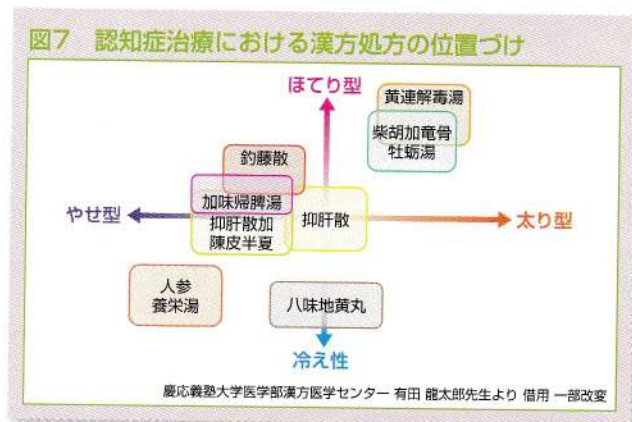 図7 認知症治療における漢方処方の位置づけ
ほてり型
黄連解毒湯
柴胡加竜骨
牡蛎湯
釣藤散
加味帰脾湯
やせ型
抑肝散加
陳皮半夏
抑肝散
太り型
人参
養栄湯
八味地黄丸
冷え性
慶応義塾大学医学部漢方医学センター 有田 龍太郎先生より 借用 一部改変